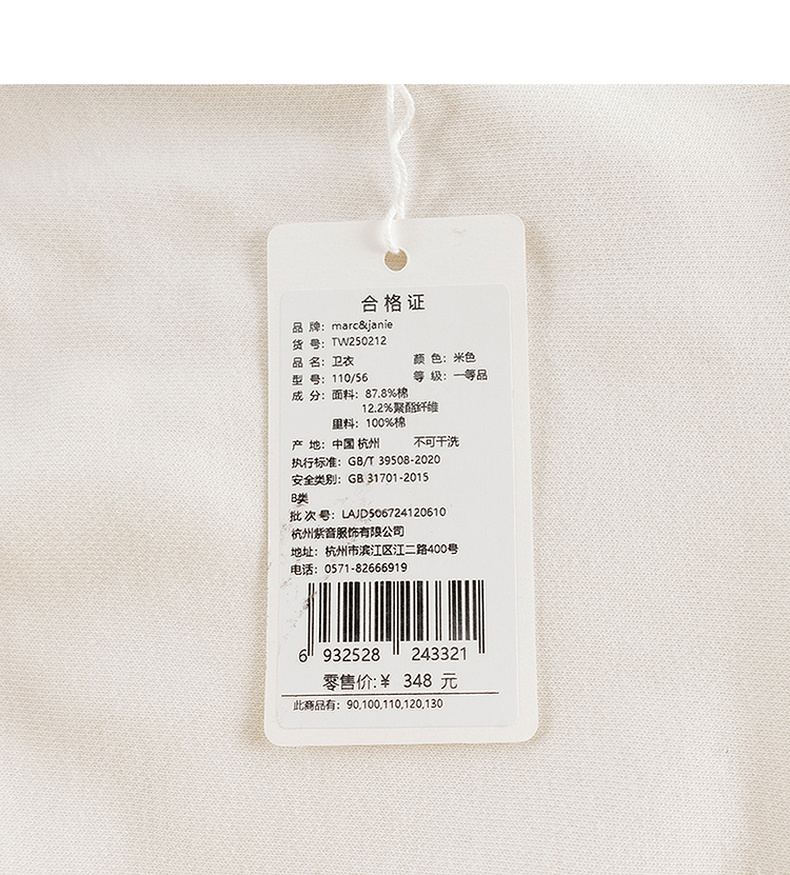 合格证
品 牌：marc&janie
货 号：TW250212
品 名：卫衣 颜 色：米色
型 号：110/56 等 级：一等品
成 分：面料：87.8%棉
12.2%聚酯纤维
里料：100%棉
产 地：中国 杭州 不可干洗
执行标准：GB/T 39508-2020
安全类别：GB 31701-2015
B类
批 次 号：LAJD506724120610
杭州紫音服饰有限公司
地址：杭州市滨江区江二路400号
电话：0571-82666919
6 932528 243321
零售价:¥ 348 元
此商品有：90,100,110,120,130